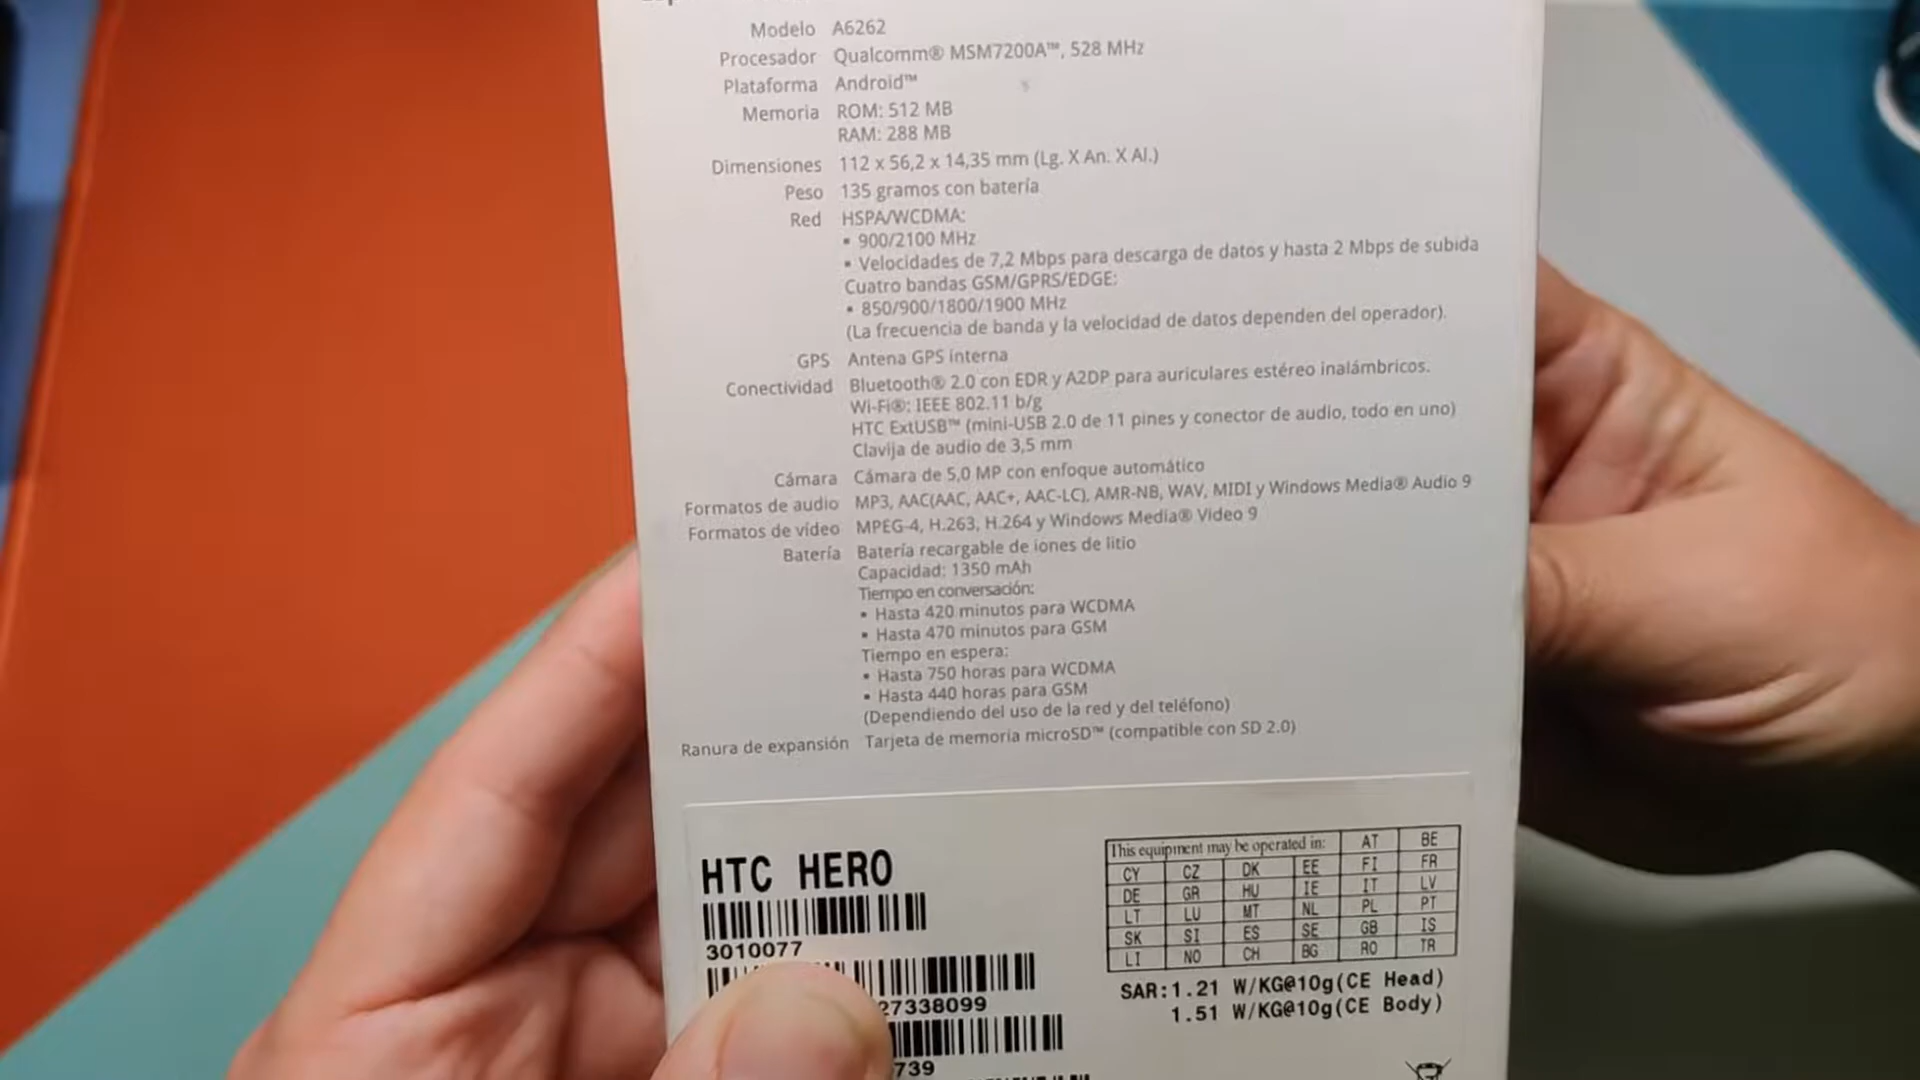 Modelo A6262
Procesador Qualcomm® MSM7200A™, 528 MHz
Plataforma Android™
Memoria ROM: 512 MB
RAM: 288 MB
Dimensiones 112 x 56,2 x 14,35 mm (Lg. X An. X Al.)
Peso 135 gramos con batería
Red HSPA/WCDMA:
▪ 900/2100 MHz
▪ Velocidades de 7,2 Mbps para descarga de datos y hasta 2 Mbps de subida
Cuatro bandas GSM/GPRS/EDGE:
▪ 850/900/1800/1900 MHz
(La frecuencia de banda y la velocidad de datos dependen del operador).
GPS Antena GPS interna
Conectividad Bluetooth® 2.0 con EDR y A2DP para auriculares estéreo inalámbricos.
Wi-Fi®: IEEE 802.11 b/g
HTC ExtUSB™ (mini-USB 2.0 de 11 pines y conector de audio, todo en uno)
Clavija de audio de 3,5 mm
Cámara Cámara de 5,0 MP con enfoque automático
Formatos de audio MP3, AAC(AAC, AAC+, AAC-LC), AMR-NB, WAV, MIDI y Windows Media® Audio 9
Formatos de vídeo MPEG-4, H.263, H.264 y Windows Media® Video 9
Batería Batería recargable de iones de litio
Capacidad: 1350 mAh
Tiempo en conversación:
▪ Hasta 420 minutos para WCDMA
▪ Hasta 470 minutos para GSM
Tiempo en espera:
▪ Hasta 750 horas para WCDMA
▪ Hasta 440 horas para GSM
(Dependiendo del uso de la red y del teléfono)
Ranura de expansión Tarjeta de memoria microSD™ (compatible con SD 2.0)
HTC HERO
3010077
27338099
739
This equipment may be operated in: AT BE
CY CZ DK EE FI FR
DE GR HU IE IT LV
LT LU MT NL PL PT
SK SI ES SE GB IS
LI NO CH BG RO TR
SAR:1.21 W/KG@10g(CE Head)
1.51 W/KG@10g(CE Body)